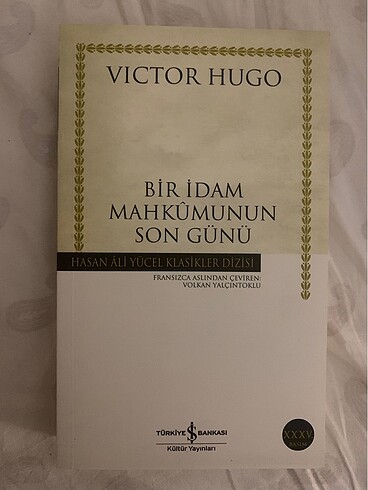 VICTOR HUGO
BİR İDAM
MAHKÛMUNUN
SON GÜNÜ
HASAN ÂLİ YÜCEL KLASİKLER DİZİSİ
FRANSIZCA ASLINDAN ÇEVİREN:
VOLKAN YALÇINTOKLU
TÜRKİYE İŞ BANKASI
Kültür Yayınları
XXXV
BASIM